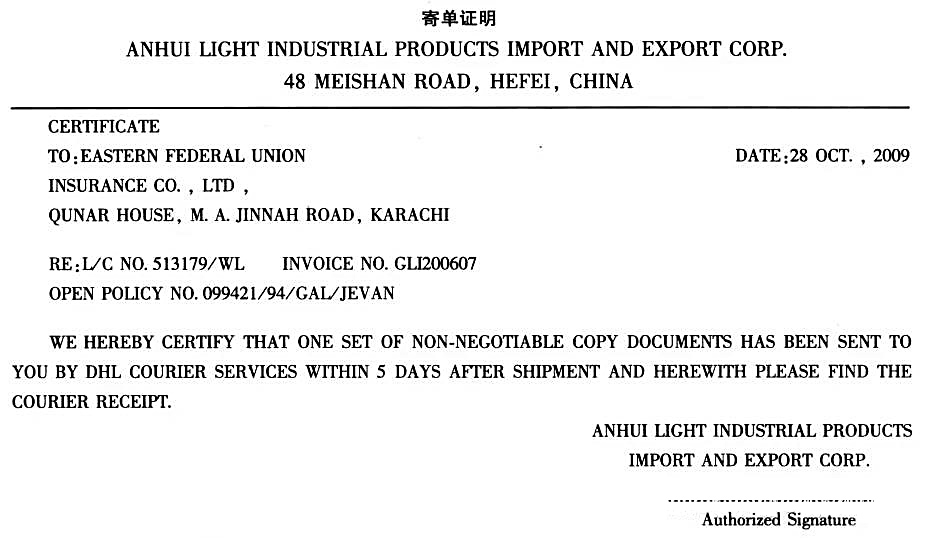 寄单证明
ANHUI LIGHT INDUSTRIAL PRODUCTS IMPORT AND EXPORT CORP.
48 MEISHAN ROAD, HEFEI, CHINA
CERTIFICATE
TO:EASTERN FEDERAL UNION DATE:28 OCT. , 2009
INSURANCE CO. , LTD ,
QUNAR HOUSE, M. A. JINNAH ROAD, KARACHI
RE:L/C NO. 513179/WL INVOICE NO. GLI200607
OPEN POLICY NO. 099421/94/GAL/JEVAN
WE HEREBY CERTIFY THAT ONE SET OF NON-NEGOTIABLE COPY DOCUMENTS HAS BEEN SENT TO
YOU BY DHL COURIER SERVICES WITHIN 5 DAYS AFTER SHIPMENT AND HEREWITH PLEASE FIND THE
COURIER RECEIPT.
ANHUI LIGHT INDUSTRIAL PRODUCTS
IMPORT AND EXPORT CORP.
Authorized Signature